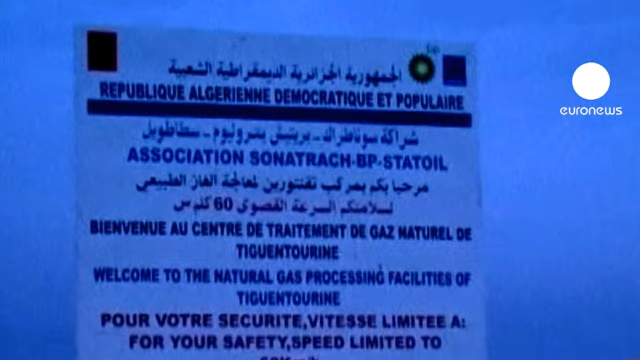 الجمهورية الجزائرية الديمقراطية الشعبية
bp
REPUBLIQUE ALGERIENNE DEMOCRATIQUE ET POPULAIRE
شراكة سوناطراك - بريتيش بتروليوم - سطاطويل
ASSOCIATION SONATRACH-BP-STATOIL
مرحبا بكم بمركب تقنتورين لمعالجة الغاز الطبيعي
لسلامتكم السرعة القصوى 60 كلم س
BIENVENUE AU CENTRE DE TRAITEMENT DE GAZ NATUREL DE
TIGUENTOURINE
WELCOME TO THE NATURAL GAS PROCESSING FACILITIES OF
TIGUENTOURINE
POUR VOTRE SECURITE,VITESSE LIMITEE A:
FOR YOUR SAFETY,SPEED LIMITED TO
euronews